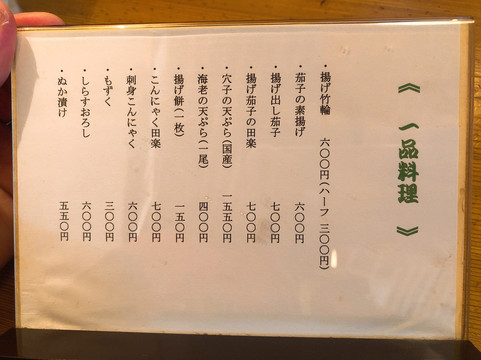 《 一品料理 》
・揚げ竹輪 六〇〇円(ハーフ 三〇〇円)
・茄子の素揚げ 六〇〇円
・揚げ出し茄子 七〇〇円
・揚げ茄子の田楽 七〇〇円
・穴子の天ぷら(国産) 一五五〇円
・海老の天ぷら(一尾) 四〇〇円
・揚げ餅(一枚) 一五〇円
・こんにゃく田楽 七〇〇円
・刺身こんにゃく 六〇〇円
・もずく 三〇〇円
・しらすおろし 六〇〇円
・ぬか漬け 五五〇円